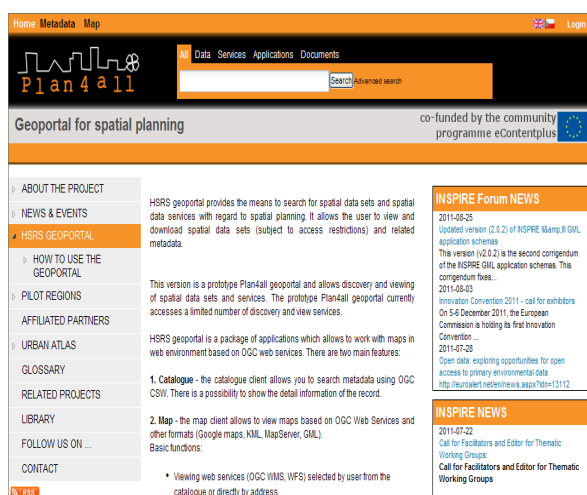 Home Metadata Map
Login
Plan4all
All Data Services Applications Documents
Search Advanced search
Geoportal for spatial planning
co-funded by the community
programme eContentplus
ABOUT THE PROJECT
NEWS & EVENTS
HSRS GEOPORTAL
HOW TO USE THE
GEOPORTAL
PILOT REGIONS
AFFILIATED PARTNERS
URBAN ATLAS
GLOSSARY
RELATED PROJECTS
LIBRARY
FOLLOW US ON ...
CONTACT
RSS
HSRS geoportal provides the means to search for spatial data sets and spatial
data services with regard to spatial planning. It allows the user to view and
download spatial data sets (subject to access restrictions) and related
metadata.
This version is a prototype Plan4all geoportal and allows discovery and viewing
of spatial data sets and services. The prototype Plan4all geoportal currently
accesses a limited number of discovery and view services.
HSRS geoportal is a package of applications which allows to work with maps in
web environment based on OGC web services. There are two main features:
1. Catalogue - the catalogue client allows you to search metadata using OGC
CSW. There is a possibility to show the detail information of the record.
2. Map - the map client allows to view maps based on OGC Web Services and
other formats (Google maps, KML, MapServer, GML).
Basic functions:
• Viewing web services (OGC WMS, WFS) selected by user from the
catalogue or directly by address
INSPIRE Forum NEWS
2011-08-25
Updated version (2.0.2) of INSPIRE II&amp;III GML
application schemas
This version (v2.0.2) is the second corrigendum
of the INSPIRE GML application schemas. This
corrigendum fixes...
2011-08-03
Innovation Convention 2011 - call for exhibitors
On 5-6 December 2011, the European
Commission is holding its first Innovation
Convention ...
2011-07-28
Open data: exploring opportunities for open
access to primary environmental data
http://euroalert.net/en/news.aspx?idn=13112
INSPIRE NEWS
2011-07-22
Call for Facilitators and Editor for Thematic
Working Groups:
Call for Facilitators and Editor for Thematic
Working Groups